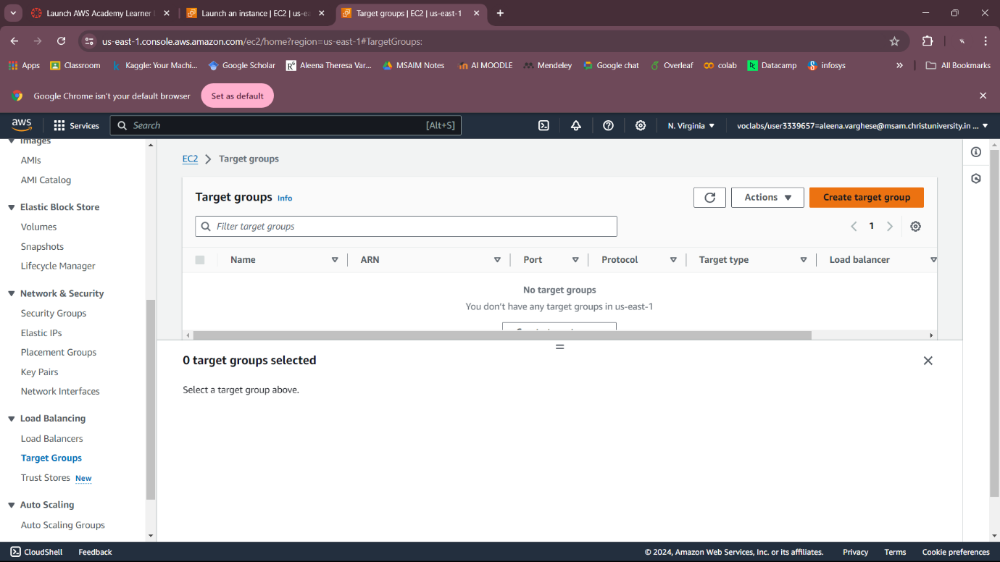 Launch AWS Academy Learner L
Launch an instance | EC2 | us-ea
Target groups | EC2 | us-east-1
us-east-1.console.aws.amazon.com/ec2/home?region=us-east-1#TargetGroups:
Apps
Classroom
Kaggle: Your Machi...
Google Scholar
Aleena Theresa Var...
MSAIM Notes
AI MOODLE
Mendeley
Google chat
Overleaf
colab
Datacamp
infosys
All Bookmarks
Google Chrome isn't your default browser
Set as default
aws
Services
Search
[Alt+S]
N. Virginia
voclabs/user3339657=aleena.varghese@msam.christuniversity.in ...
Images
AMIs
AMI Catalog
Elastic Block Store
Volumes
Snapshots
Lifecycle Manager
Network & Security
Security Groups
Elastic IPs
Placement Groups
Key Pairs
Network Interfaces
Load Balancing
Load Balancers
Target Groups
Trust Stores New
Auto Scaling
Auto Scaling Groups
EC2
Target groups
Target groups Info
Actions
Create target group
Filter target groups
1
Name
ARN
Port
Protocol
Target type
Load balancer
No target groups
You don't have any target groups in us-east-1
0 target groups selected
Select a target group above.
CloudShell
Feedback
© 2024, Amazon Web Services, Inc. or its affiliates.
Privacy
Terms
Cookie preferences